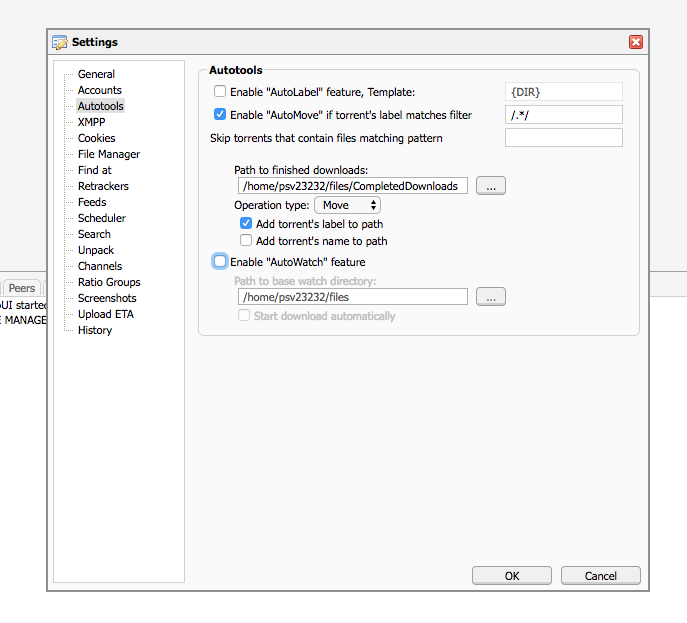 Settings
General
Accounts
Autotools
XMPP
Cookies
File Manager
Find at
Retrackers
Feeds
Scheduler
Search
Unpack
Channels
Ratio Groups
Screenshots
Upload ETA
History
Autotools
Enable "AutoLabel" feature, Template: {DIR}
Enable "AutoMove" if torrent's label matches filter /.*/
Skip torrents that contain files matching pattern
Path to finished downloads:
/home/psv23232/files/CompletedDownloads ...
Operation type: Move
Add torrent's label to path
Add torrent's name to path
Enable "AutoWatch" feature
Path to base watch directory:
/home/psv23232/files ...
Start download automatically
OK Cancel
Peers
UI started
E MANAGE